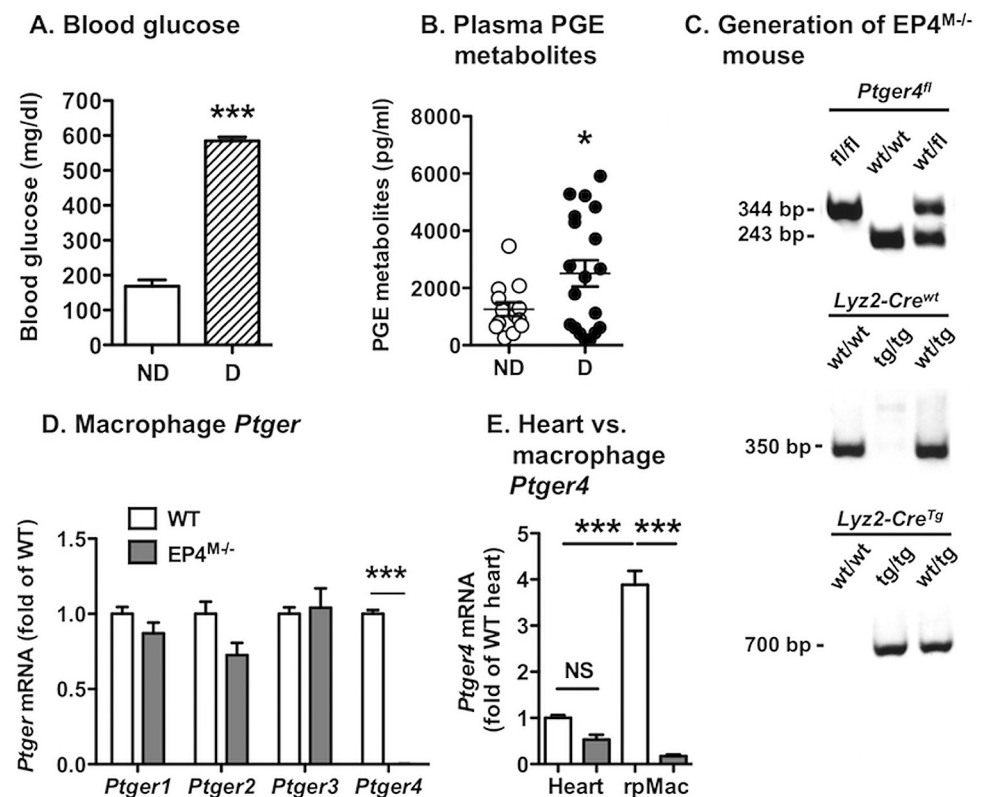 A. Blood glucose
Blood glucose (mg/dl)
700
600
500
400
300
200
100
0
***
ND
D
B. Plasma PGE
metabolites
PGE metabolites (pg/ml)
8000
6000
4000
2000
0
*
ND
D
C. Generation of EP4M-/-
mouse
Ptger4fl
fl/fl
wt/wt
wt/fl
344 bp-
243 bp-
Lyz2-Crewt
wt/wt
tg/tg
wt/tg
350 bp-
Lyz2-CreTg
wt/wt
tg/tg
wt/tg
700 bp-
D. Macrophage Ptger
WT
EP4M-/-
Ptger mRNA (fold of WT)
1.5
1.0
0.5
0.0
***
Ptger1
Ptger2
Ptger3
Ptger4
E. Heart vs.
macrophage
Ptger4
Ptger4 mRNA
(fold of WT heart)
5
4
3
2
1
0
*** ***
NS
Heart
rpMac